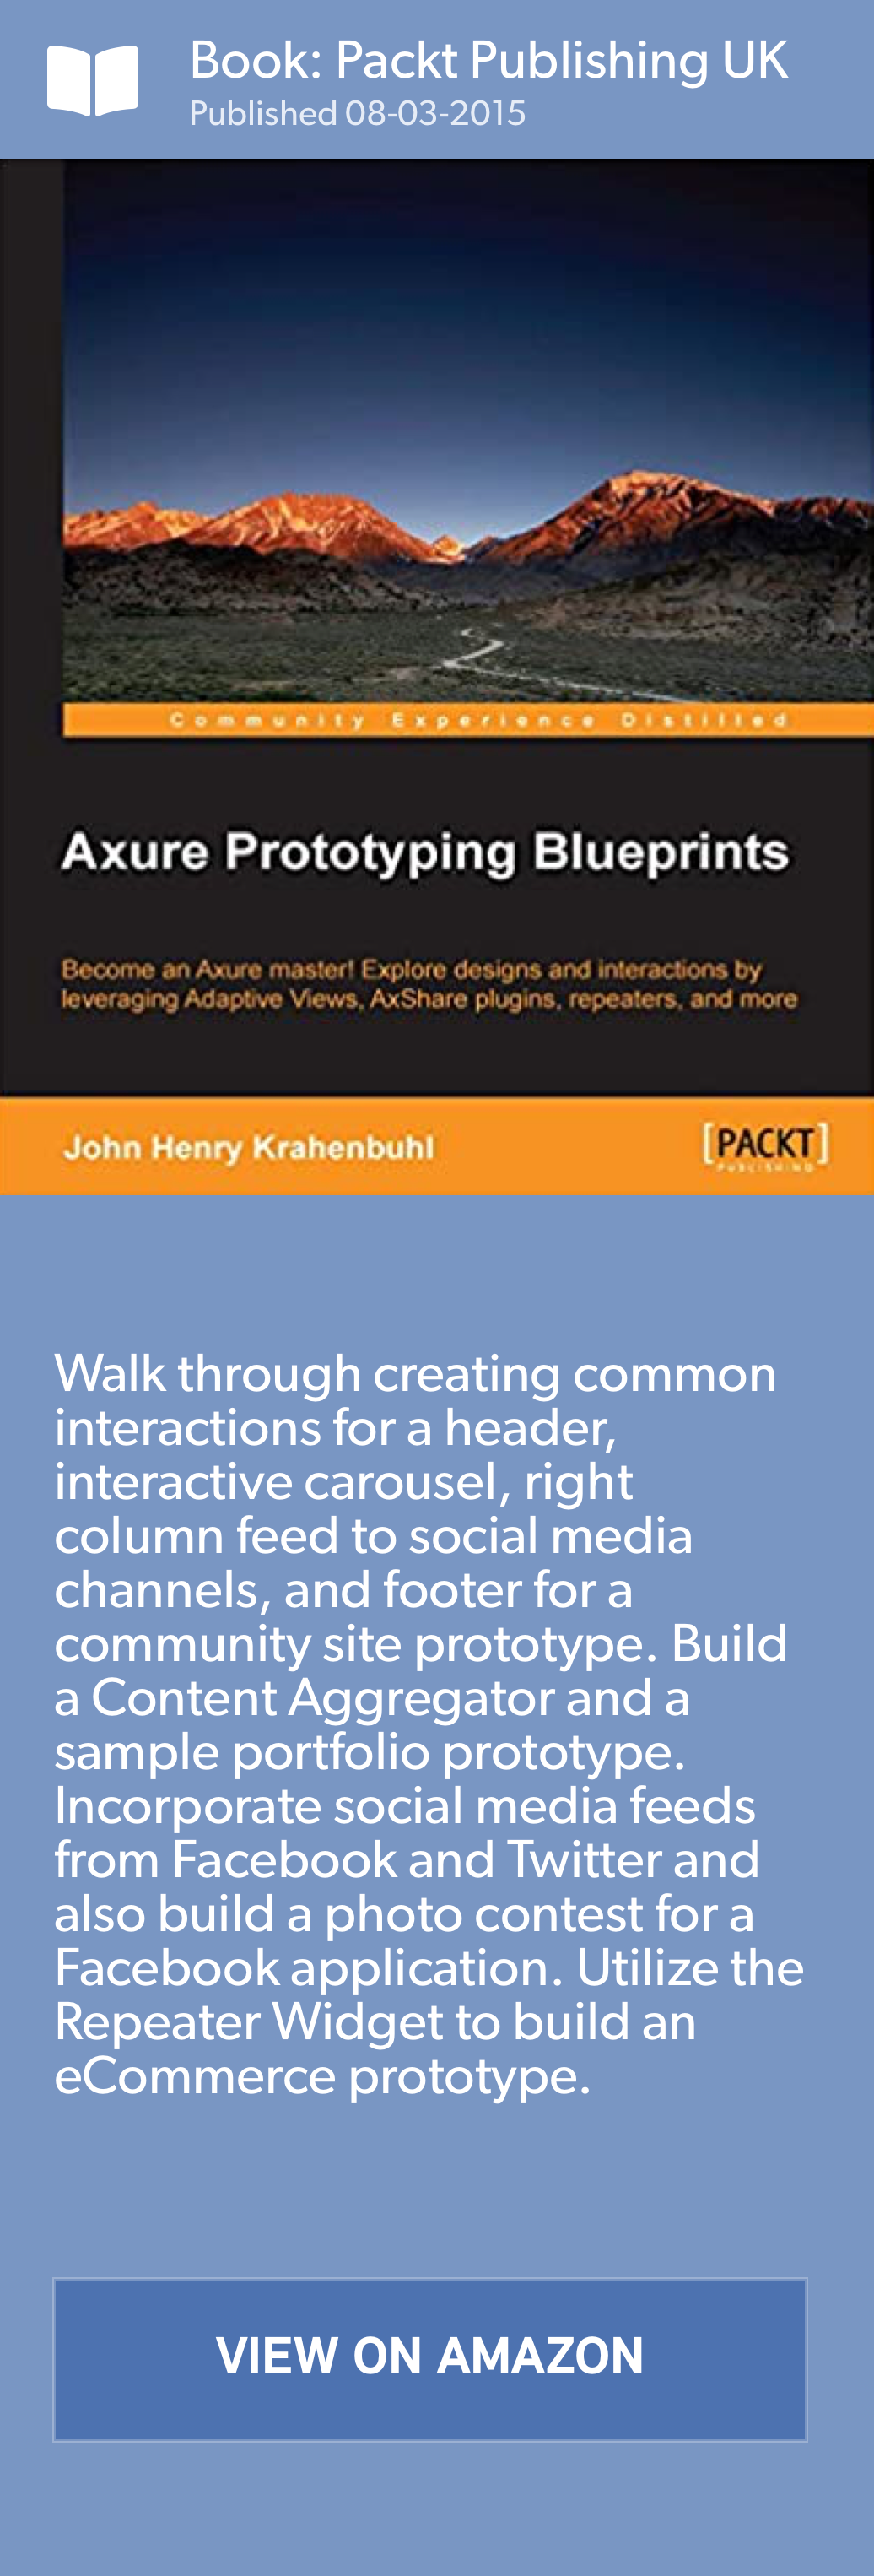 Book: Packt Publishing UK
Published 08-03-2015
Community Experience Distilled
Axure Prototyping Blueprints
Become an Axure master! Explore designs and interactions by
leveraging Adaptive Views, AxShare plugins, repeaters, and more
John Henry Krahenbuhl
[PACKT]
PUBLISHING
Walk through creating common
interactions for a header,
interactive carousel, right
column feed to social media
channels, and footer for a
community site prototype. Build
a Content Aggregator and a
sample portfolio prototype.
Incorporate social media feeds
from Facebook and Twitter and
also build a photo contest for a
Facebook application. Utilize the
Repeater Widget to build an
eCommerce prototype.
VIEW ON AMAZON